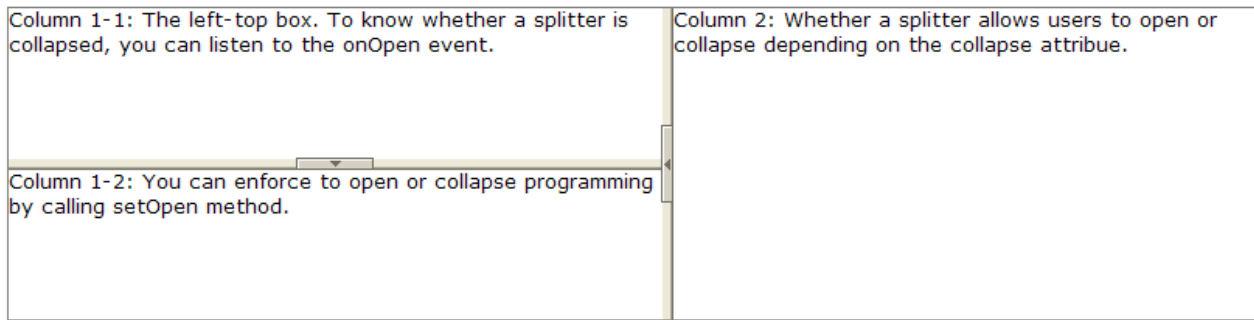 Column 1-1: The left-top box. To know whether a splitter is
collapsed, you can listen to the onOpen event.
Column 1-2: You can enforce to open or collapse programming
by calling setOpen method.
Column 2: Whether a splitter allows users to open or
collapse depending on the collapse attribue.